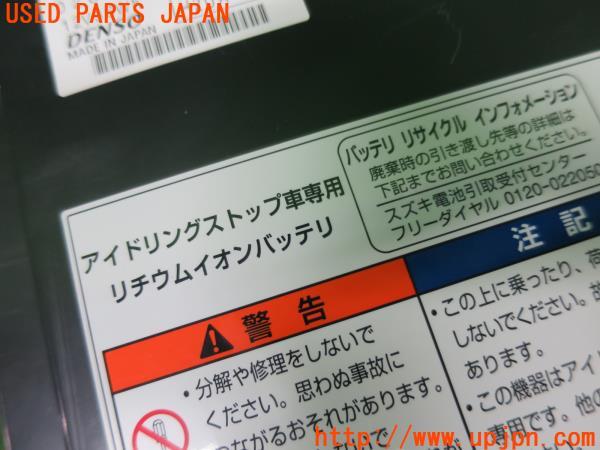 USED PARTS JAPAN
DENSO
MADE IN JAPAN
バッテリ リサイクル インフォメーション
廃棄時の引き渡し先等の詳細は
下記までお問い合わせください。
スズキ電池引取受付センター
フリーダイヤル 0120-022050
アイドリングストップ車専用
リチウムイオンバッテリ
警告
・分解や修理をしないで
ください。思わぬ事故に
つながるおそれがあります。
注記
・この上に乗ったり、荷
しないでください。故
あります。
・この機器はアイド
専用です。他の
http://www.upjpn.com